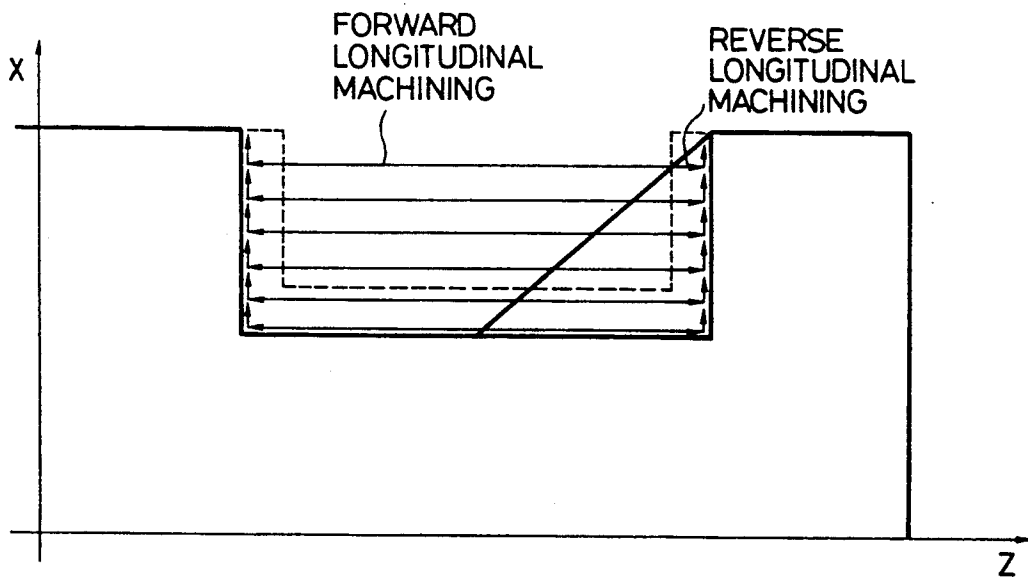 FORWARD
LONGITUDINAL
MACHINING
REVERSE
LONGITUDINAL
MACHINING
X
Z